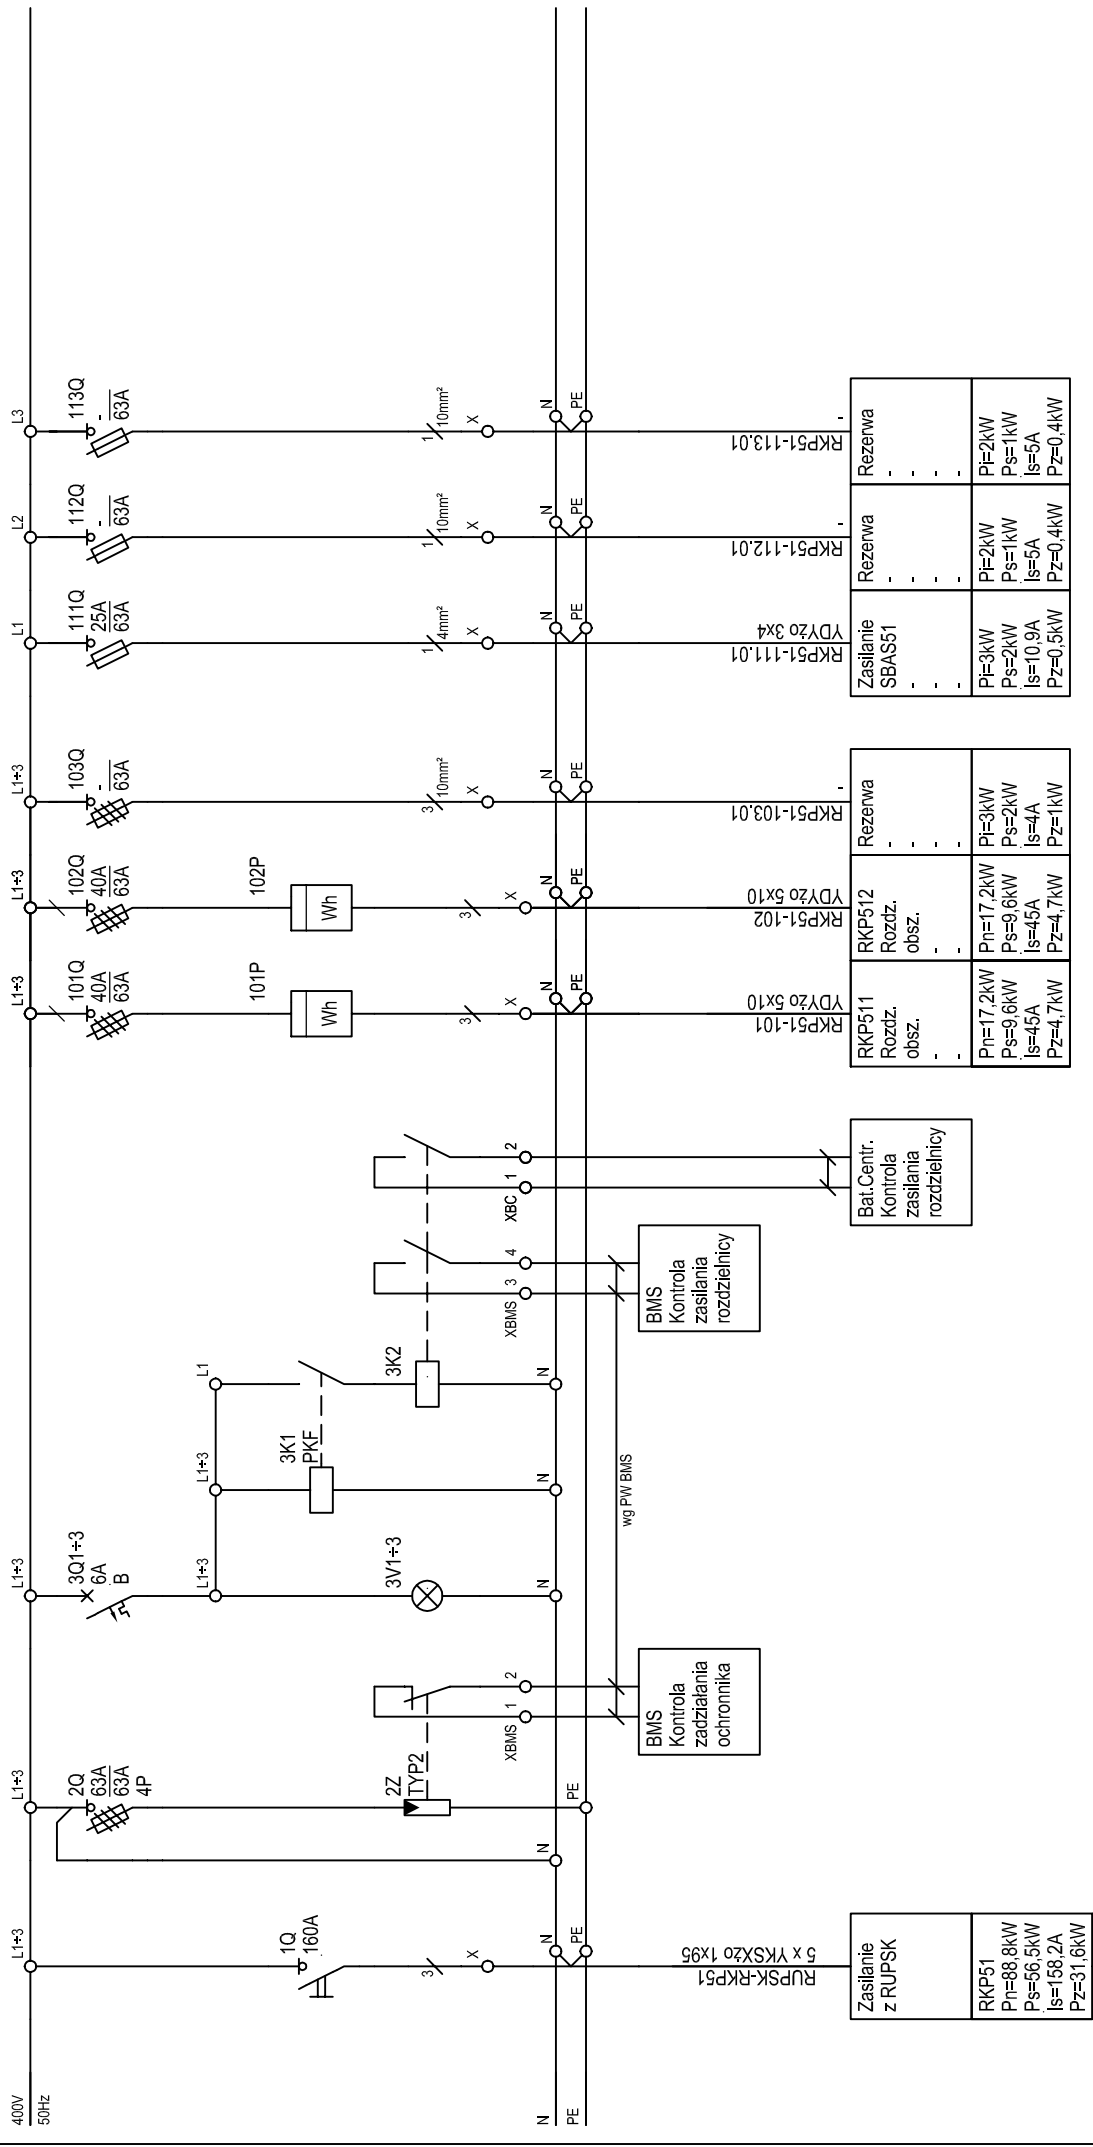 400V
50Hz
N
PE
L1÷3
1Q
160A
3
X
N
PE
RUPSK-RKP51
5 x YKSXżo 1x95
Zasilanie
z RUPSK
RKP51
Pn=88,8kW
Ps=56,5kW
Is=158,2A
Pz=31,6kW
L1÷3
2Q
63A
63A
4P
2Z
TYP2
N
PE
XBMS
1
2
BMS
Kontrola
zadziałania
ochronnika
L1÷3
3Q1÷3
6A
B
L1÷3
3V1÷3
N
L1÷3
3K1
PKF
N
L1
3K2
N
wg PW BMS
XBMS
3
4
BMS
Kontrola
zasilania
rozdzielnicy
XBC
1
2
Bat.Centr.
Kontrola
zasilania
rozdzielnicy
L1÷3
101Q
40A
63A
101P
Wh
3
X
N
PE
RKP51-101
YDYżo 5x10
RKP511
Rozdz.
obsz.
.
.
Pn=17,2kW
Ps=9,6kW
Is=45A
Pz=4,7kW
L1÷3
102Q
40A
63A
102P
Wh
3
X
N
PE
RKP51-102
YDYżo 5x10
RKP512
Rozdz.
obsz.
.
.
Pn=17,2kW
Ps=9,6kW
Is=45A
Pz=4,7kW
L1÷3
103Q
-
63A
3
10mm²
X
N
PE
RKP51-103.01
-
Rezerwa
.
.
.
.
Pi=3kW
Ps=2kW
Is=4A
Pz=1kW
L1
111Q
25A
63A
1
4mm²
X
N
PE
RKP51-111.01
YDYżo 3x4
Zasilanie
SBAS51
.
.
.
Pi=3kW
Ps=2kW
Is=10,9A
Pz=0,5kW
L2
112Q
-
63A
1
10mm²
X
N
PE
RKP51-112.01
-
Rezerwa
.
.
.
.
Pi=2kW
Ps=1kW
Is=5A
Pz=0,4kW
L3
113Q
-
63A
1
10mm²
X
N
PE
RKP51-113.01
-
Rezerwa
.
.
.
.
Pi=2kW
Ps=1kW
Is=5A
Pz=0,4kW